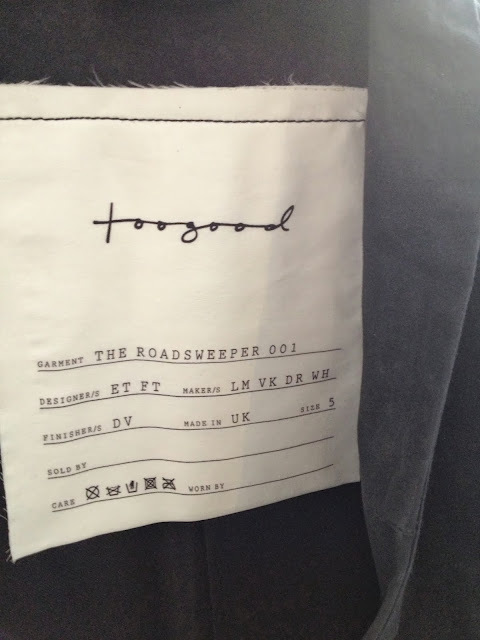 toogood
GARMENT THE ROADSWEEPER 001
DESIGNER/S ET FT MAKER/S LM VK DR WH
FINISHER/S DV MADE IN UK SIZE 5
SOLD BY
CARE WORN BY